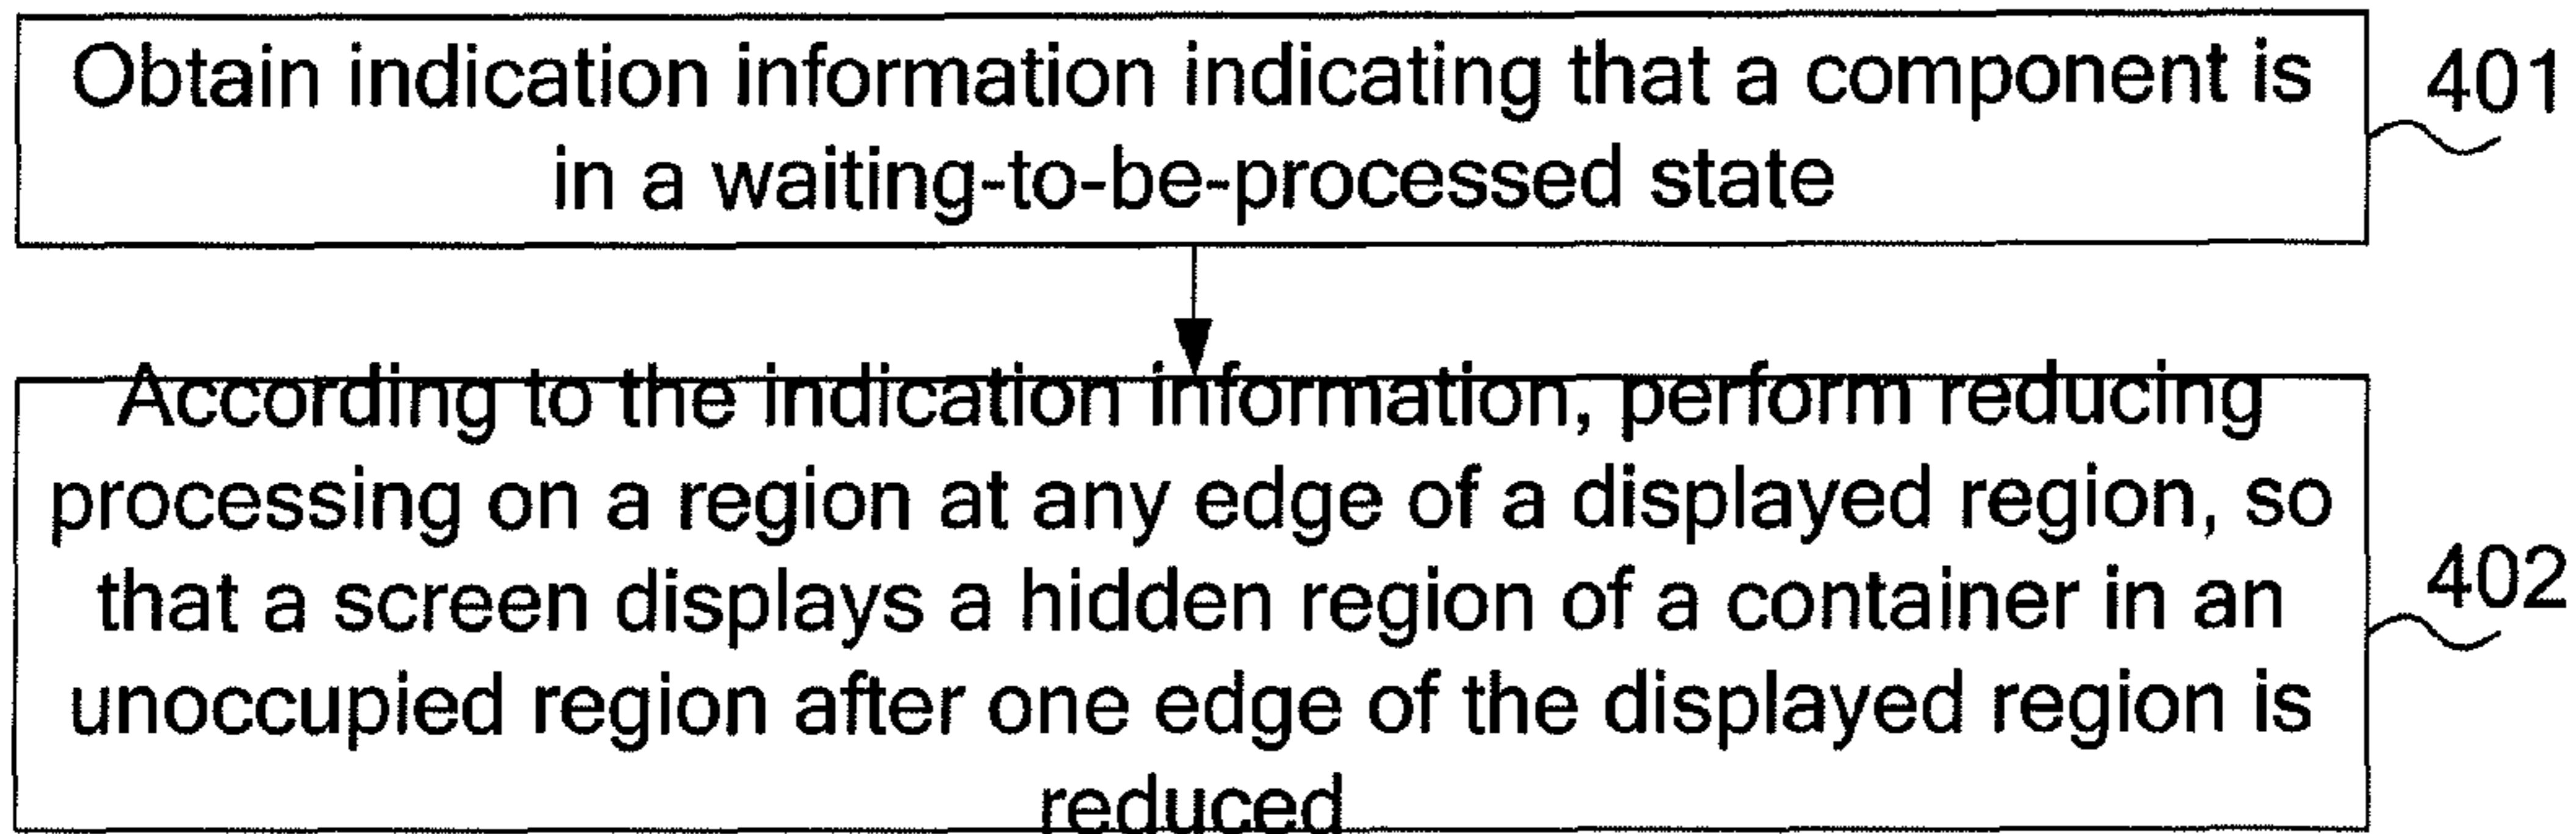 Obtain indication information indicating that a component is
in a waiting-to-be-processed state
401
According to the indication information, perform reducing
processing on a region at any edge of a displayed region, so
that a screen displays a hidden region of a container in an
unoccupied region after one edge of the displayed region is
reduced
402